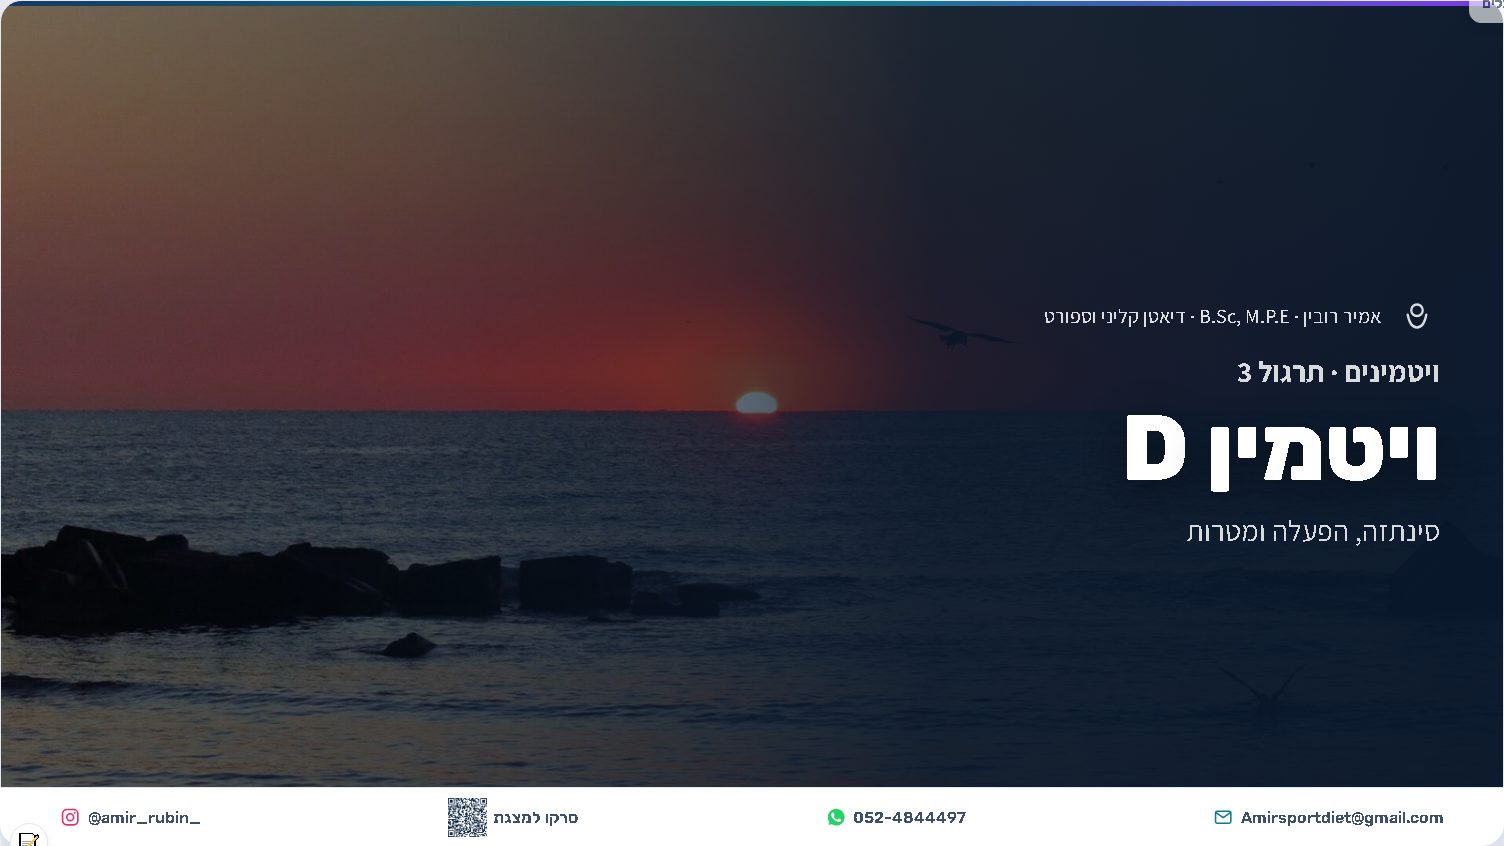 אמיר רובין · B.Sc, M.P.E · דיאטן קליני וספורט
ויטמינים · תרגול 3
ויטמין D
סינתזה, הפעלה ומטרות
Amirsportdiet@gmail.com
052-4844497
סרקו למצגת
@amir_rubin_